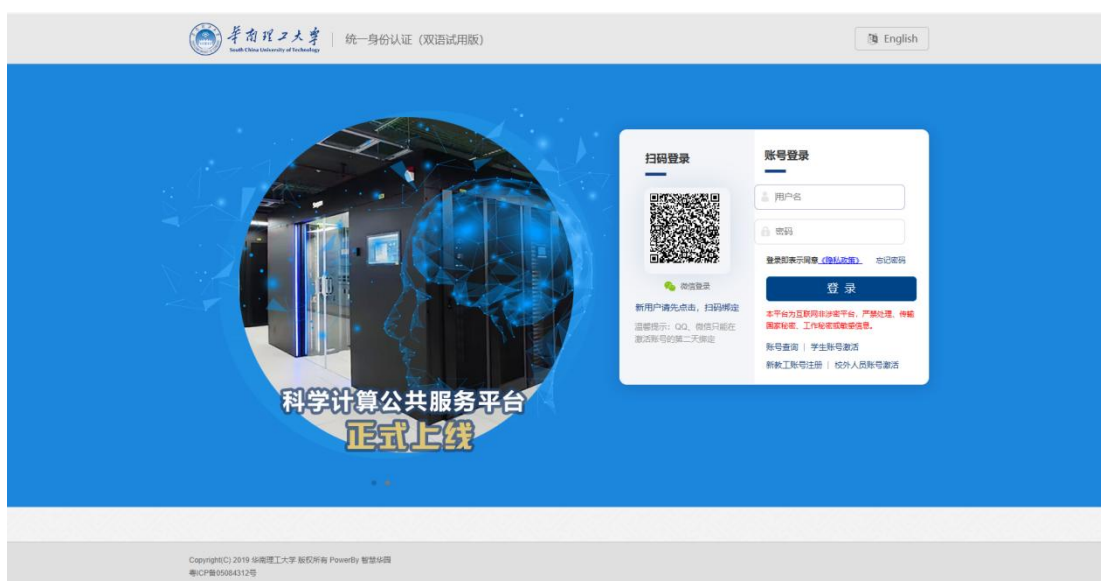 华南理工大学
South China University of Technology
统一身份认证（双语试用版）
English
科学计算公共服务平台
正式上线
扫码登录
微信登录
新用户请先点击，扫码绑定
温馨提示：QQ、微信只能在
激活账号的第二天绑定
账号登录
用户名
密码
登录即表示同意《隐私政策》 忘记密码
登 录
本平台为互联网非涉密平台，严禁处理、传输
国家秘密、工作秘密或敏感信息。
账号查询 | 学生账号激活
新教工账号注册 | 校外人员账号激活
Copyright(C) 2019 华南理工大学 版权所有 PowerBy 智慧华园
粤ICP备05084312号